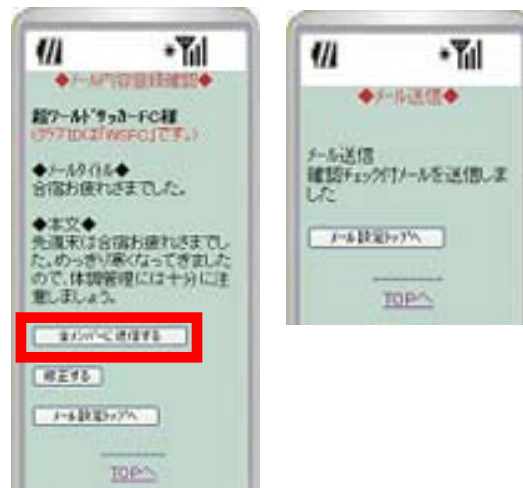 ◆メール内容登録確認◆
超ワールドサッカーFC様
(クラブIDは「WSFC」です。)
◆メールタイトル◆
合宿お疲れさまでした。
◆本文◆
先週末は合宿お疲れさまでし
た。めっきり寒くなってきました
ので、体調管理には十分に注
意しましょう。
全メンバーに送信する
修正する
メール設定トップへ
TOPへ
◆メール送信◆
メール送信
確認チェック付メールを送信しま
した
メール設定トップへ
TOPへ